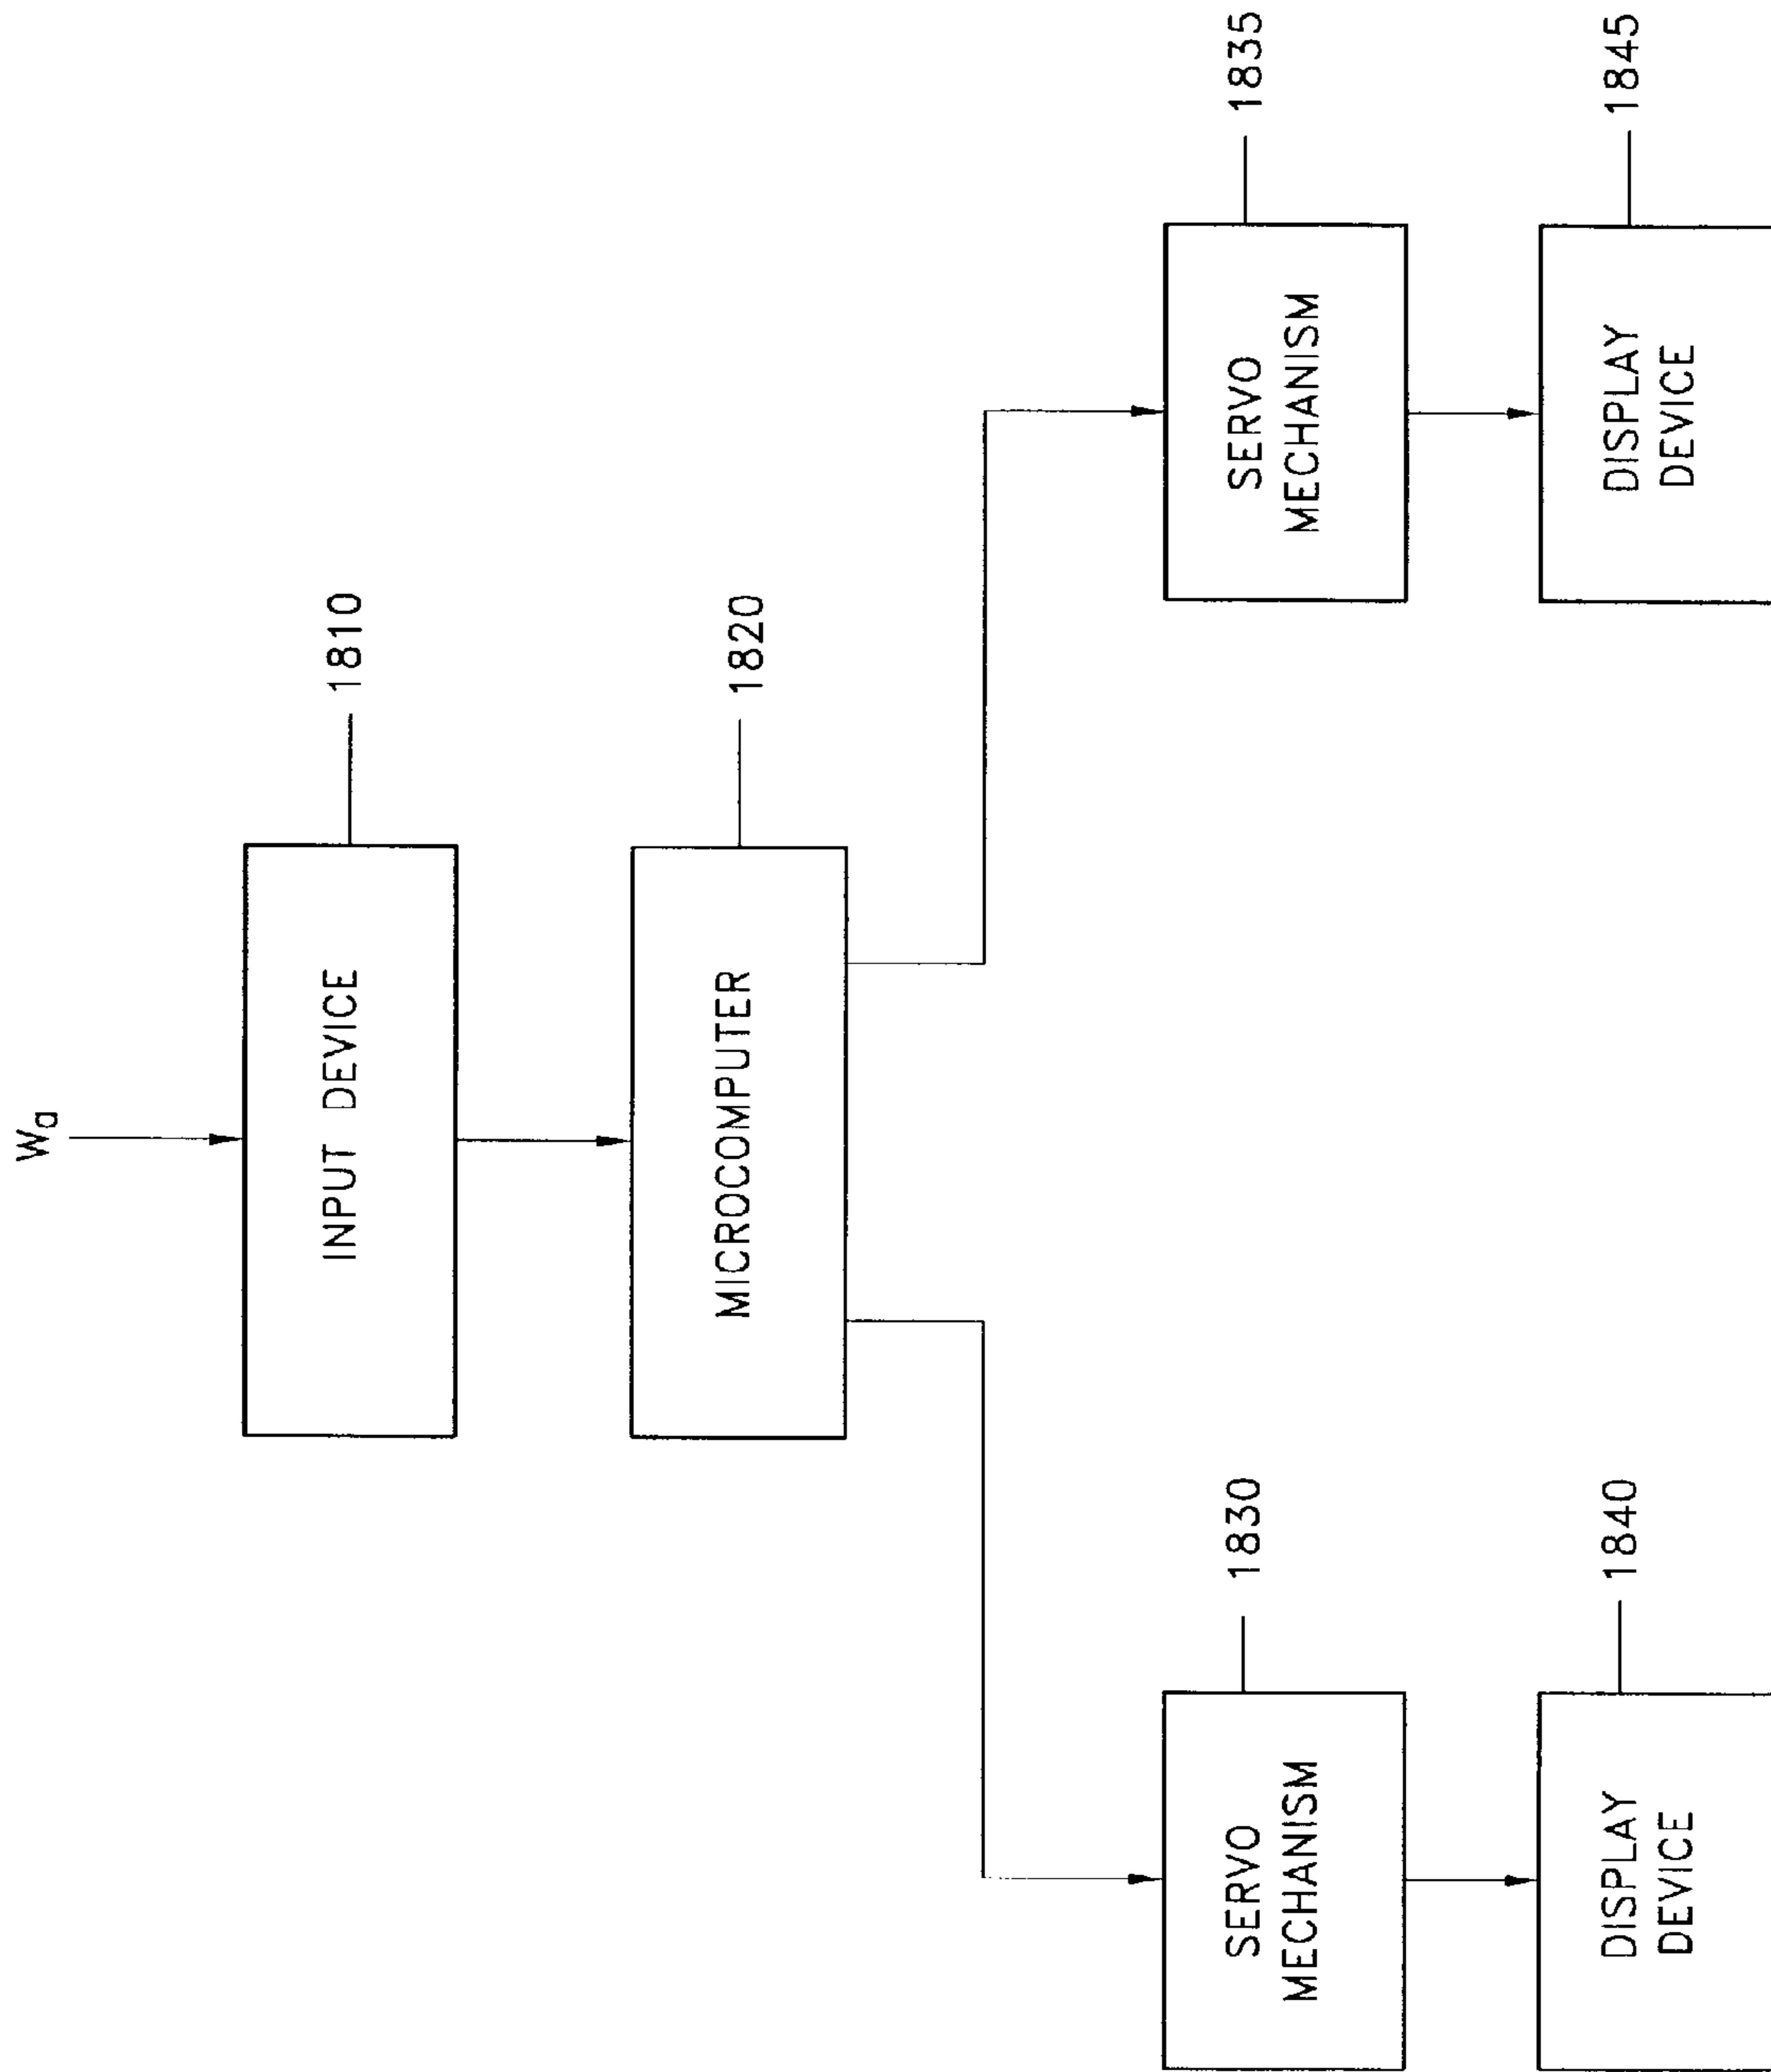 Wa
INPUT DEVICE
1810
MICROCOMPUTER
1820
SERVO
MECHANISM
1830
SERVO
MECHANISM
1835
DISPLAY
DEVICE
1840
DISPLAY
DEVICE
1845